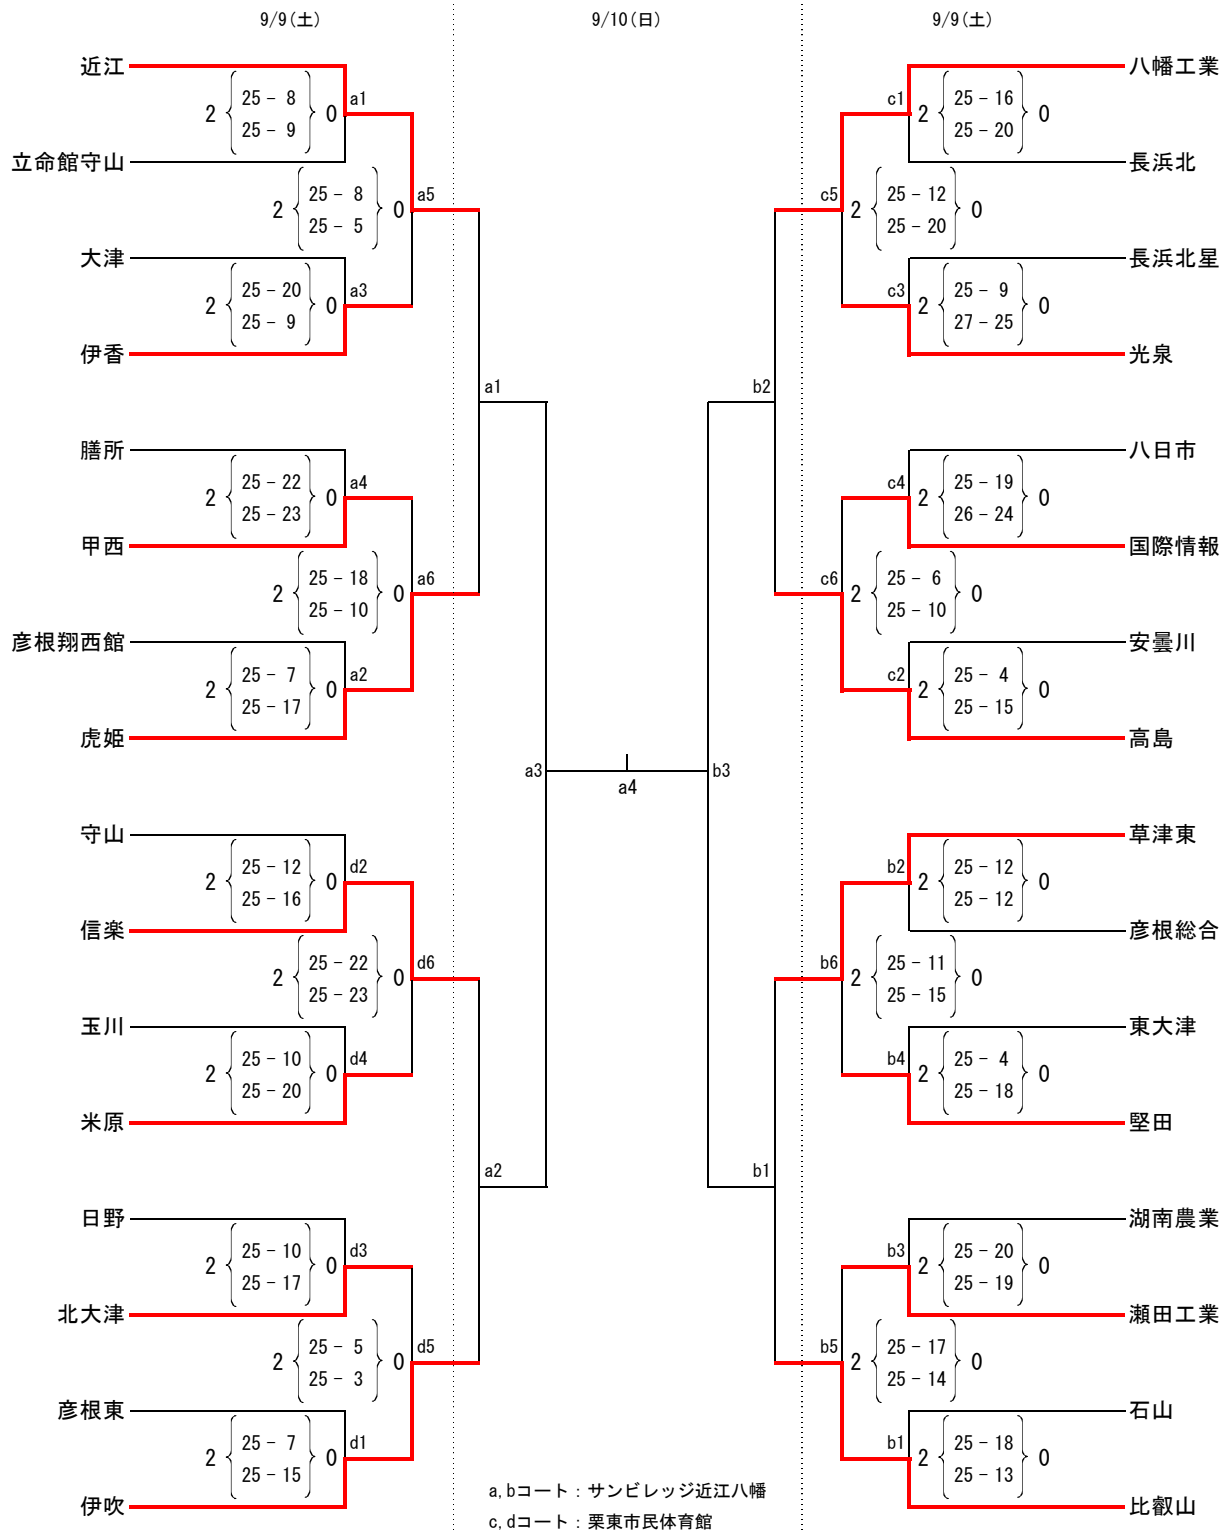 9/9(土) 9/10(日) 9/9(土)
近江
2 25 - 8 0 a1
25 - 9
立命館守山
2 25 - 8 0 a5
25 - 5
大津
2 25 - 20 0 a3
25 - 9
伊香
a1
膳所
2 25 - 22 0 a4
25 - 23
甲西
2 25 - 18 0 a6
25 - 10
彦根翔西館
2 25 - 7 0 a2
25 - 17
虎姫
a3
守山
2 25 - 12 0 d2
25 - 16
信楽
2 25 - 22 0 d6
25 - 23
玉川
2 25 - 10 0 d4
25 - 20
米原
a2
日野
2 25 - 10 0 d3
25 - 17
北大津
2 25 - 5 0 d5
25 - 3
彦根東
2 25 - 7 0 d1
25 - 15
伊吹
a4
八幡工業
c1 2 25 - 16 0
25 - 20
長浜北
c5 2 25 - 12 0
25 - 20
長浜北星
c3 2 25 - 9 0
27 - 25
光泉
b2
八日市
c4 2 25 - 19 0
26 - 24
国際情報
c6 2 25 - 6 0
25 - 10
安曇川
c2 2 25 - 4 0
25 - 15
高島
b3
草津東
b2 2 25 - 12 0
25 - 12
彦根総合
b6 2 25 - 11 0
25 - 15
東大津
b4 2 25 - 4 0
25 - 18
堅田
b1
湖南農業
b3 2 25 - 20 0
25 - 19
瀬田工業
b5 2 25 - 17 0
25 - 14
石山
b1 2 25 - 18 0
25 - 13
比叡山
a,bコート：サンビレッジ近江八幡
c,dコート：栗東市民体育館